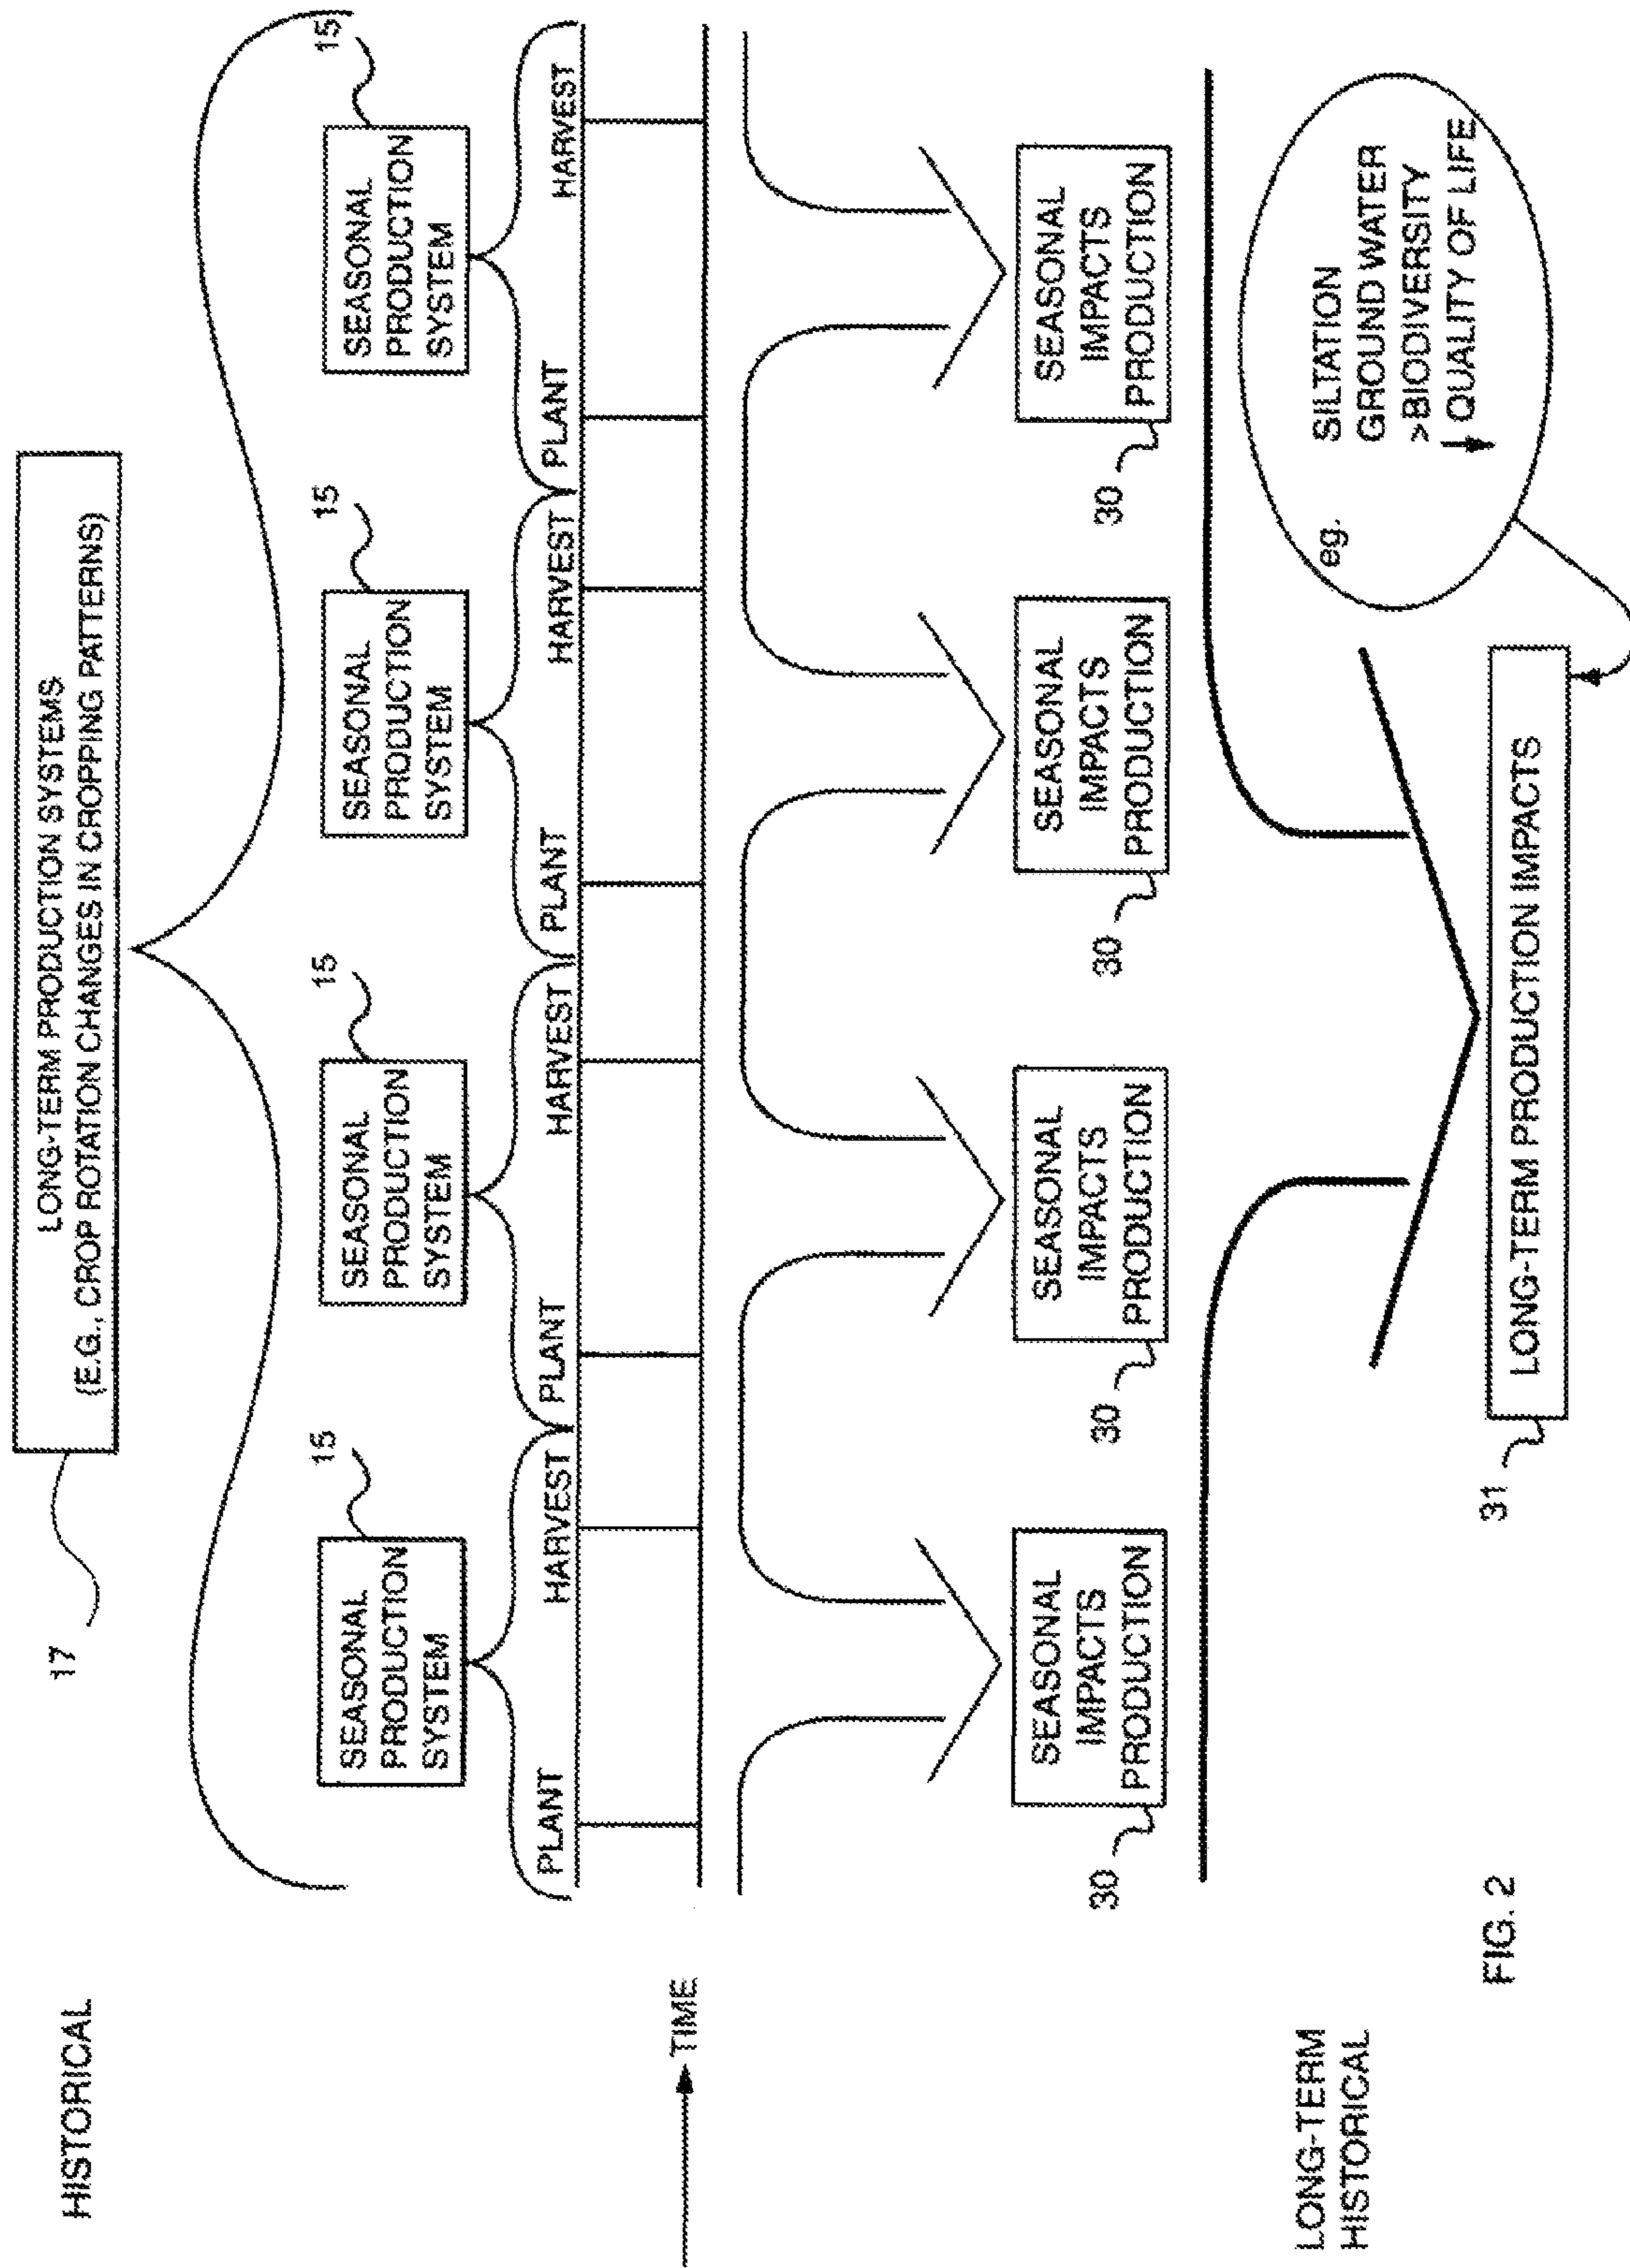 HISTORICAL
17
LONG-TERM PRODUCTION SYSTEMS
(E.G., CROP ROTATION CHANGES IN CROPPING PATTERNS)
15
15
15
15
SEASONAL
PRODUCTION
SYSTEM
SEASONAL
PRODUCTION
SYSTEM
SEASONAL
PRODUCTION
SYSTEM
SEASONAL
PRODUCTION
SYSTEM
PLANT
HARVEST
PLANT
HARVEST
PLANT
HARVEST
PLANT
HARVEST
TIME
SEASONAL
IMPACTS
PRODUCTION
SEASONAL
IMPACTS
PRODUCTION
SEASONAL
IMPACTS
PRODUCTION
SEASONAL
IMPACTS
PRODUCTION
30
30
30
30
LONG-TERM
HISTORICAL
eg.
SILTATION
GROUND WATER
>BIODIVERSITY
QUALITY OF LIFE
31
LONG-TERM PRODUCTION IMPACTS
FIG. 2